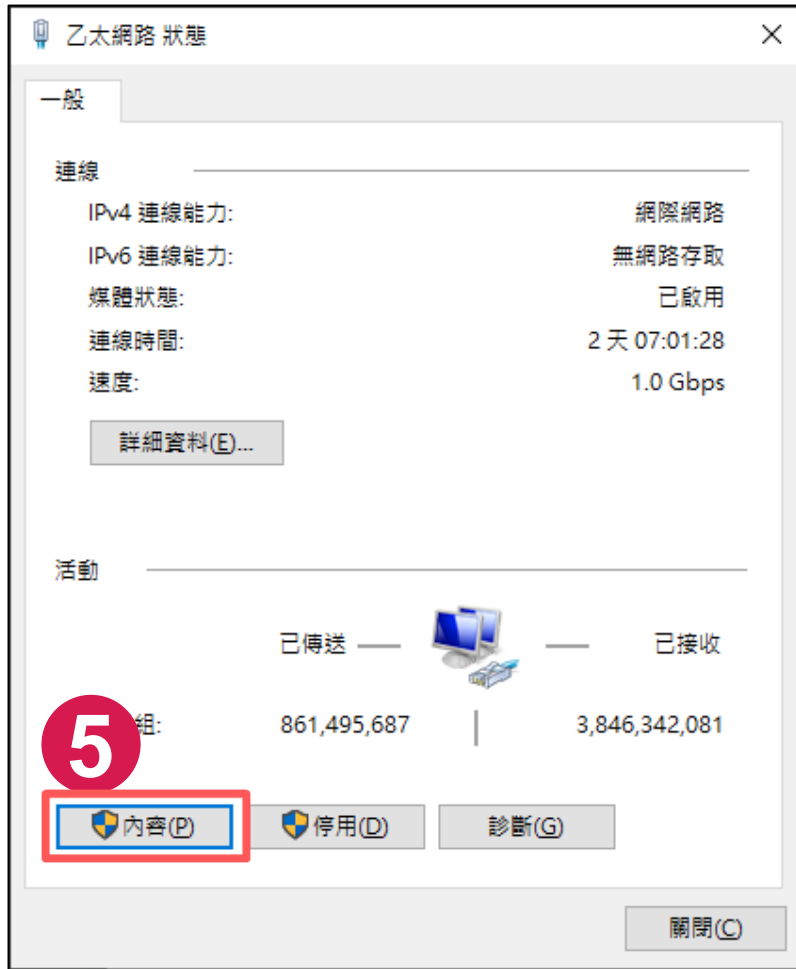 乙太網路 狀態
一般
連線
IPv4 連線能力: 網際網路
IPv6 連線能力: 無網路存取
媒體狀態: 已啟用
連線時間: 2 天 07:01:28
速度: 1.0 Gbps
詳細資料(E)...
活動
已傳送 已接收
組: 861,495,687 3,846,342,081
5
內容(P) 停用(D) 診斷(G)
關閉(C)